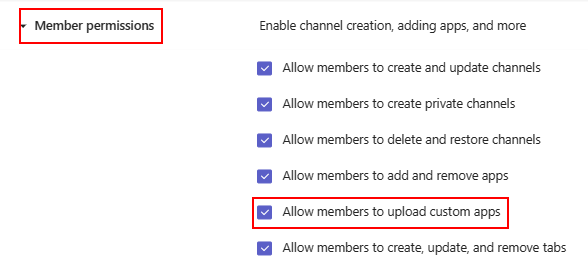 Member permissions
Enable channel creation, adding apps, and more
Allow members to create and update channels
Allow members to create private channels
Allow members to delete and restore channels
Allow members to add and remove apps
Allow members to upload custom apps
Allow members to create, update, and remove tabs